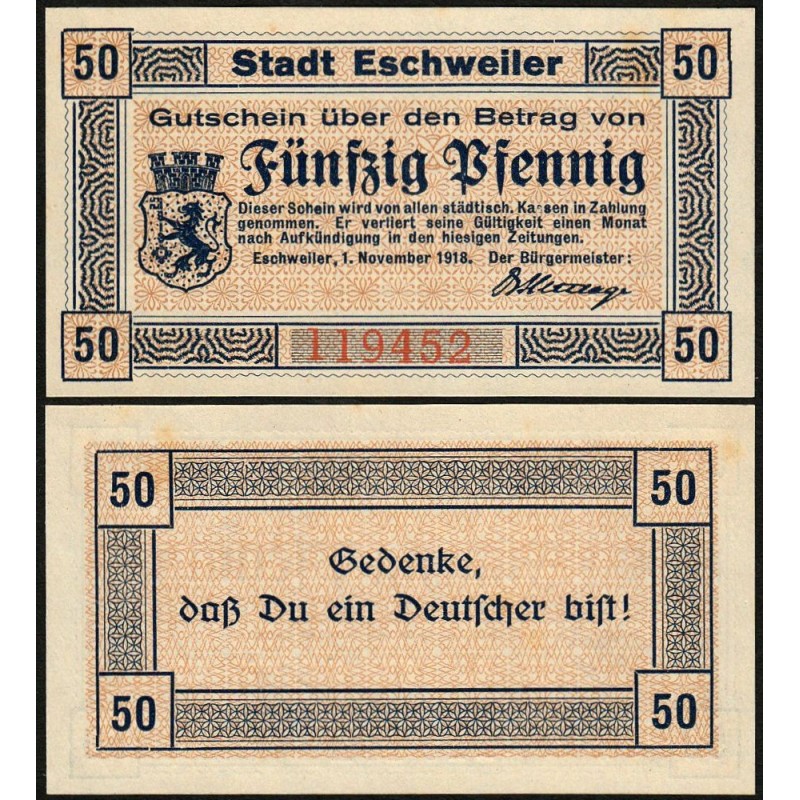 50 Stadt Eschweiler 50
Gutschein über den Betrag von
Fünfzig Pfennig
Dieser Schein wird von allen städtisch. Kassen in Zahlung
genommen. Er verliert seine Gültigkeit einen Monat
nach Aufkündigung in den hiesigen Zeitungen.
Eschweiler, 1. November 1918. Der Bürgermeister:
50 119452 50
50 50
Gedenke,
daß Du ein Deutscher bist!
50 50